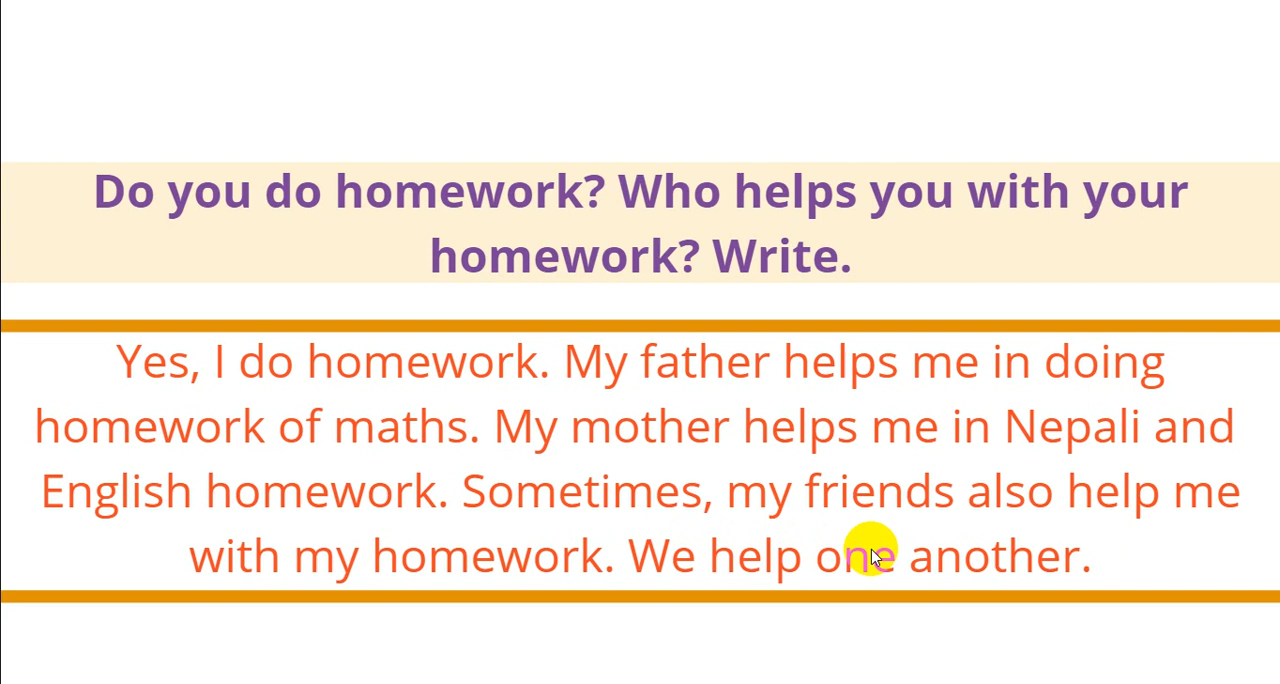 Do you do homework? Who helps you with your
homework? Write.
Yes, I do homework. My father helps me in doing
homework of maths. My mother helps me in Nepali and
English homework. Sometimes, my friends also help me
with my homework. We help one another.